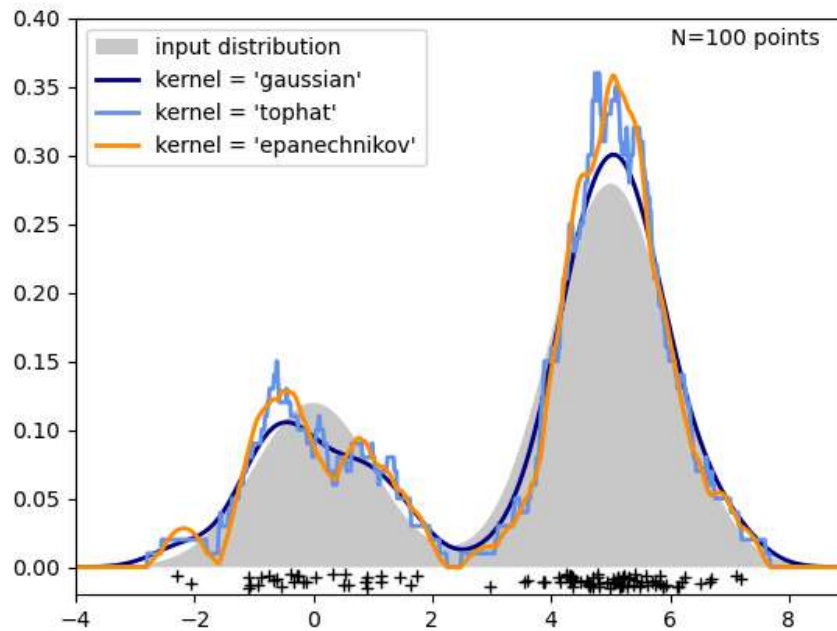 0.40
0.35
0.30
0.25
0.20
0.15
0.10
0.05
0.00
input distribution
kernel = 'gaussian'
kernel = 'tophat'
kernel = 'epanechnikov'
N=100 points
−4 −2 0 2 4 6 8